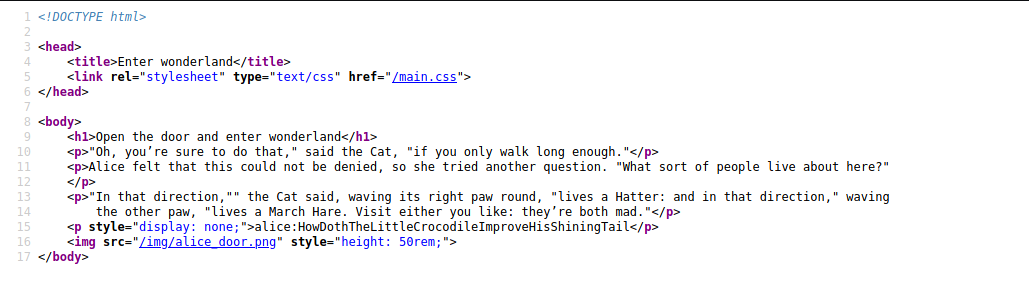 1 <!DOCTYPE html>
2
3 <head>
4     <title>Enter wonderland</title>
5     <link rel="stylesheet" type="text/css" href="/main.css">
6 </head>
7
8 <body>
9     <h1>Open the door and enter wonderland</h1>
10     <p>"Oh, you’re sure to do that," said the Cat, "if you only walk long enough."</p>
11     <p>Alice felt that this could not be denied, so she tried another question. "What sort of people live about here?"
12     </p>
13     <p>"In that direction,"" the Cat said, waving its right paw round, "lives a Hatter: and in that direction," waving
14         the other paw, "lives a March Hare. Visit either you like: they’re both mad."</p>
15     <p style="display: none;">alice:HowDothTheLittleCrocodileImproveHisShiningTail</p>
16     <img src="/img/alice_door.png" style="height: 50rem;">
17 </body>